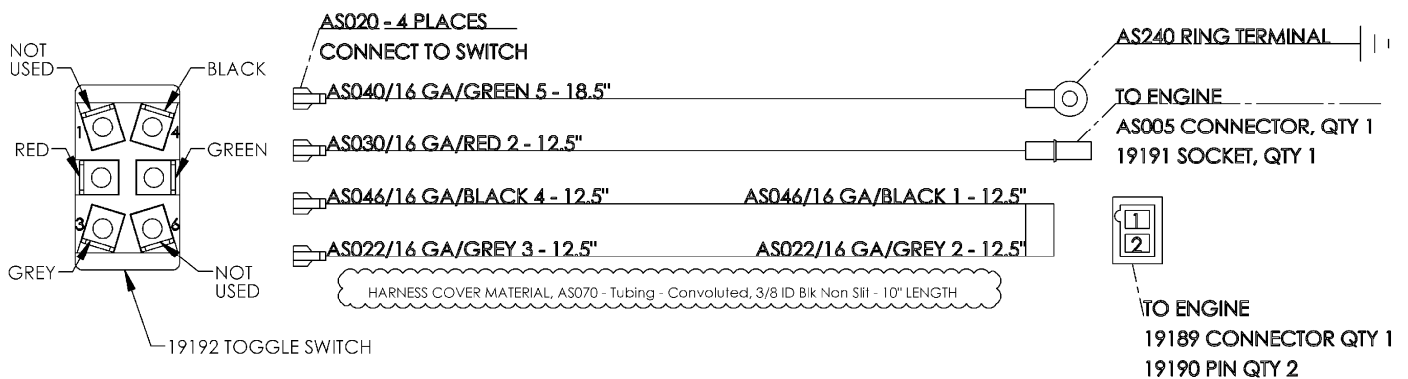 AS020 - 4 PLACES
CONNECT TO SWITCH
AS240 RING TERMINAL
NOT
USED
BLACK
1
4
RED
GREEN
3
6
GREY
NOT
USED
19192 TOGGLE SWITCH
AS040/16 GA/GREEN 5 - 18.5"
AS030/16 GA/RED 2 - 12.5"
AS046/16 GA/BLACK 4 - 12.5" AS046/16 GA/BLACK 1 - 12.5"
AS022/16 GA/GREY 3 - 12.5" AS022/16 GA/GREY 2 - 12.5"
HARNESS COVER MATERIAL, AS070 - Tubing - Convoluted, 3/8 ID Blk Non Slit - 10" LENGTH
TO ENGINE
AS005 CONNECTOR, QTY 1
19191 SOCKET, QTY 1
1
2
TO ENGINE
19189 CONNECTOR QTY 1
19190 PIN QTY 2